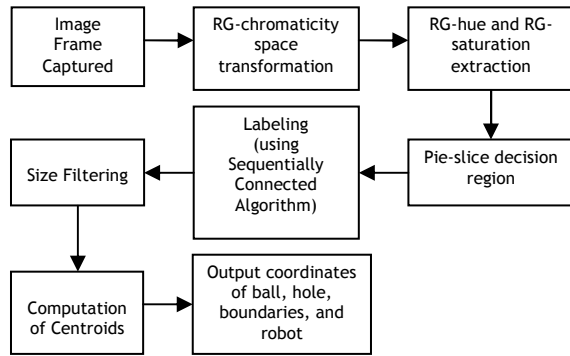 Image
Frame
Captured
RG-chromaticity
space
transformation
RG-hue and RG-
saturation
extraction
Pie-slice decision
region
Labeling
(using
Sequentially
Connected
Algorithm)
Size Filtering
Computation
of Centroids
Output coordinates
of ball, hole,
boundaries, and
robot